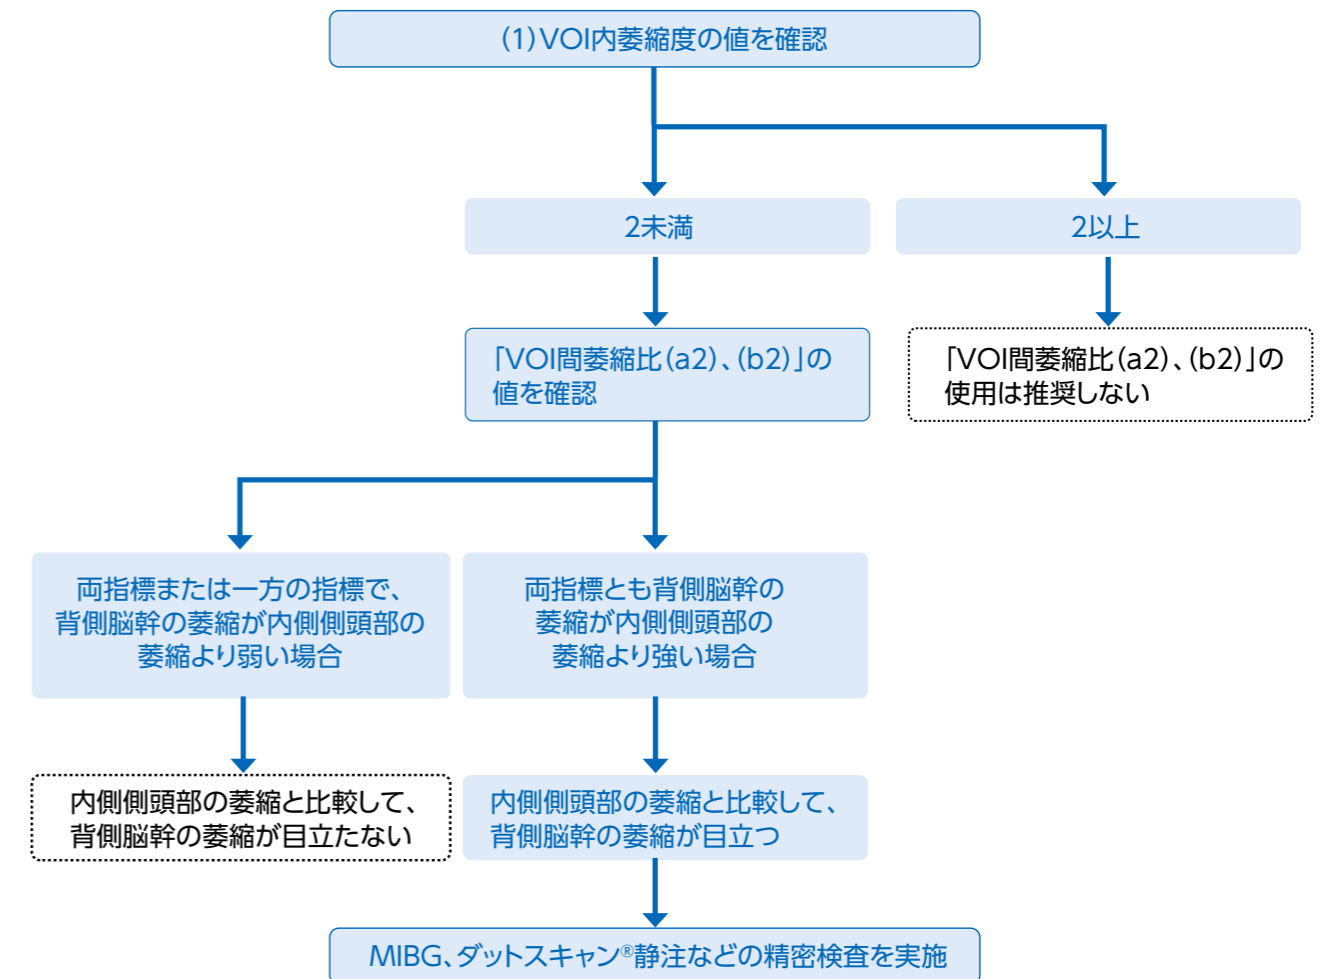 (1)VOI内萎縮度の値を確認
2未満
2以上
「VOI間萎縮比(a2)、(b2)」の
値を確認
「VOI間萎縮比(a2)、(b2)」の
使用は推奨しない
両指標または一方の指標で、
背側脳幹の萎縮が内側側頭部の
萎縮より弱い場合
両指標とも背側脳幹の
萎縮が内側側頭部の
萎縮より強い場合
内側側頭部の萎縮と比較して、
背側脳幹の萎縮が目立たない
内側側頭部の萎縮と比較して、
背側脳幹の萎縮が目立つ
MIBG、ダットスキャン®静注などの精密検査を実施